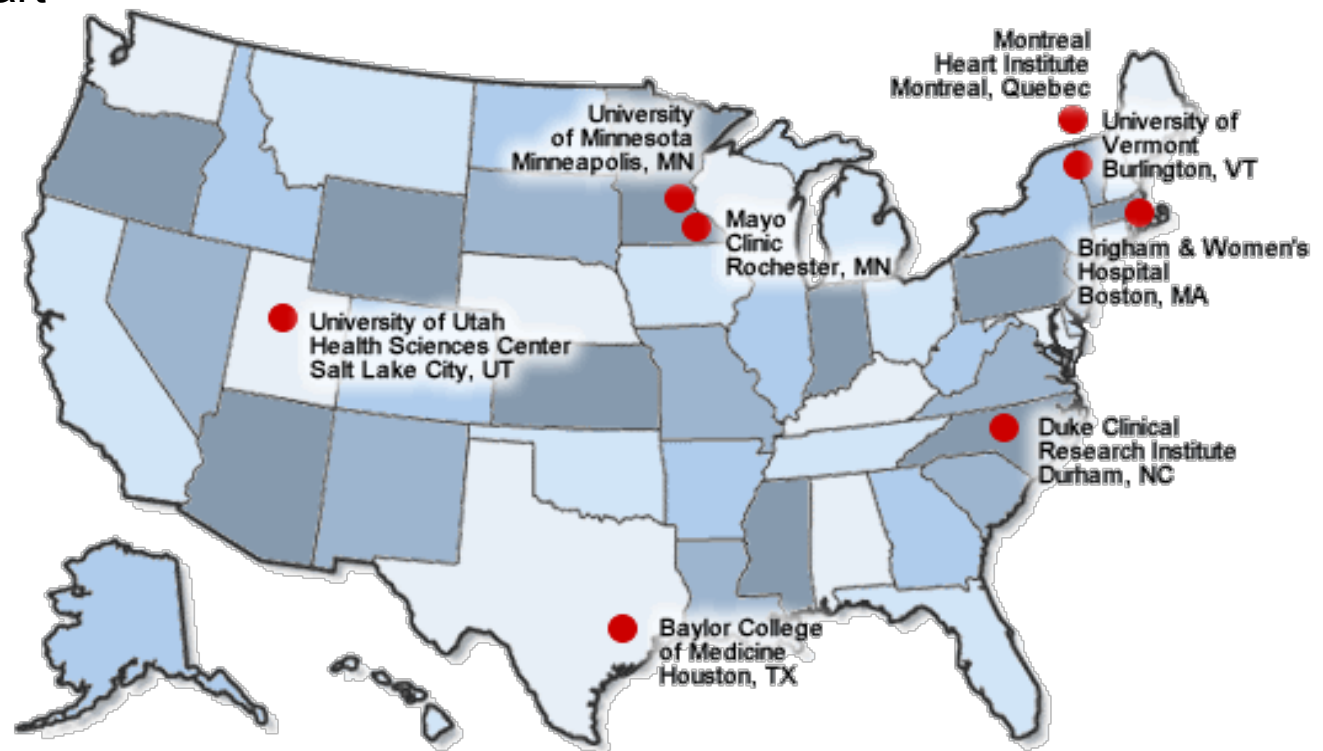 Montreal
Heart Institute
Montreal, Quebec
University
of Minnesota
Minneapolis, MN
University of
Vermont
Burlington, VT
Mayo
Clinic
Rochester, MN
Brigham & Women's
Hospital
Boston, MA
University of Utah
Health Sciences Center
Salt Lake City, UT
Duke Clinical
Research Institute
Durham, NC
Baylor College
of Medicine
Houston, TX